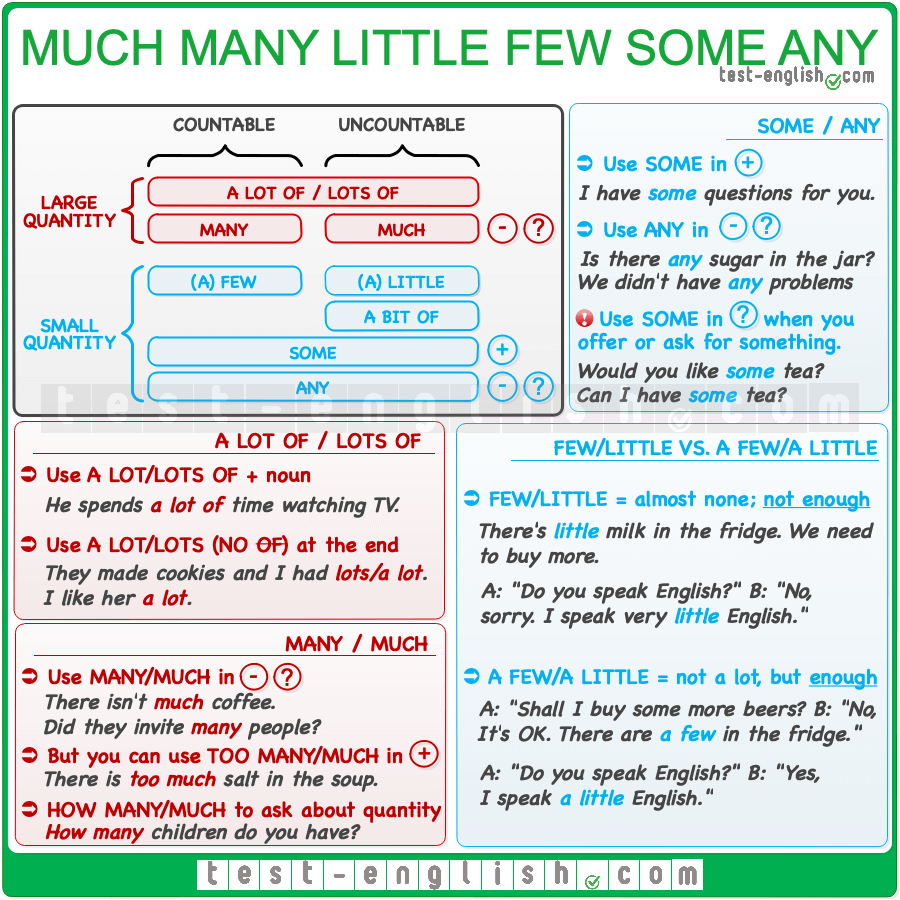 MUCH MANY LITTLE FEW SOME ANY
test-english.com
COUNTABLE UNCOUNTABLE
LARGE QUANTITY
A LOT OF / LOTS OF
MANY MUCH - ?
SMALL QUANTITY
(A) FEW (A) LITTLE
A BIT OF
SOME +
ANY - ?
SOME / ANY
Use SOME in +
I have some questions for you.
Use ANY in - ?
Is there any sugar in the jar?
We didn't have any problems
! Use SOME in ? when you
offer or ask for something.
Would you like some tea?
Can I have some tea?
test-english.com
A LOT OF / LOTS OF
Use A LOT/LOTS OF + noun
He spends a lot of time watching TV.
Use A LOT/LOTS (NO OF) at the end
They made cookies and I had lots/a lot.
I like her a lot.
MANY / MUCH
Use MANY/MUCH in - ?
There isn't much coffee.
Did they invite many people?
But you can use TOO MANY/MUCH in +
There is too much salt in the soup.
HOW MANY/MUCH to ask about quantity
How many children do you have?
FEW/LITTLE VS. A FEW/A LITTLE
FEW/LITTLE = almost none; not enough
There's little milk in the fridge. We need
to buy more.
A: "Do you speak English?" B: "No,
sorry. I speak very little English."
A FEW/A LITTLE = not a lot, but enough
A: "Shall I buy some more beers? B: "No,
It's OK. There are a few in the fridge."
A: "Do you speak English?" B: "Yes,
I speak a little English."
test-english.com